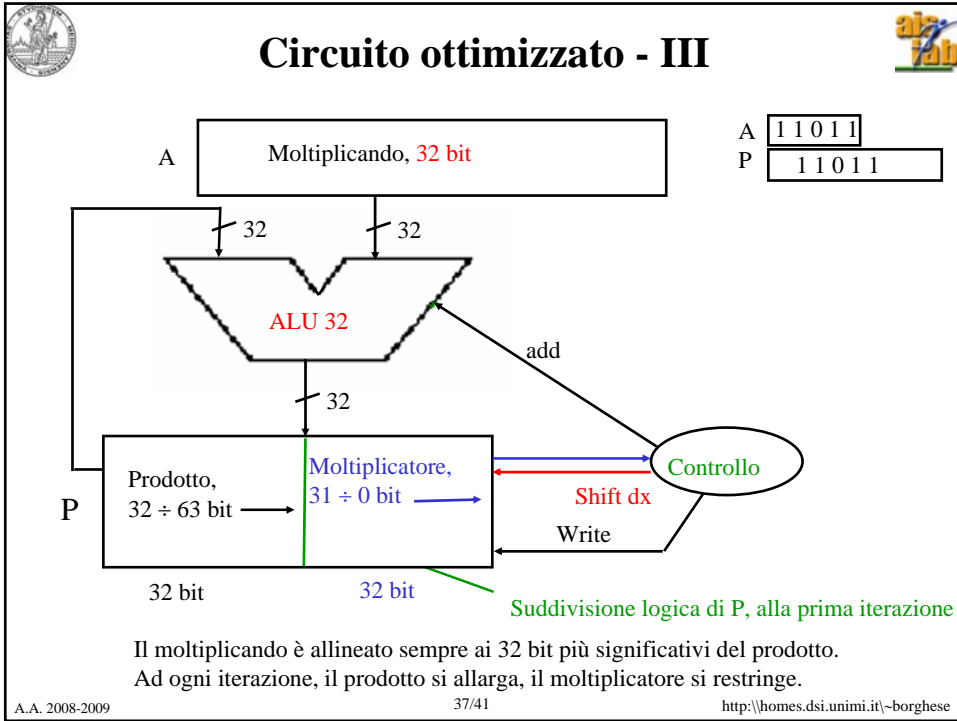 Circuito ottimizzato - III
ais
lab
A
Moltiplicando, 32 bit
A 1 1 0 1 1
P 1 1 0 1 1
32
32
ALU 32
add
32
P
Prodotto,
32 ÷ 63 bit
Moltiplicatore,
31 ÷ 0 bit
Controllo
Shift dx
Write
32 bit
32 bit
Suddivisione logica di P, alla prima iterazione
Il moltiplicando è allineato sempre ai 32 bit più significativi del prodotto.
Ad ogni iterazione, il prodotto si allarga, il moltiplicatore si restringe.
A.A. 2008-2009
37/41
http:\\homes.dsi.unimi.it\~borghese